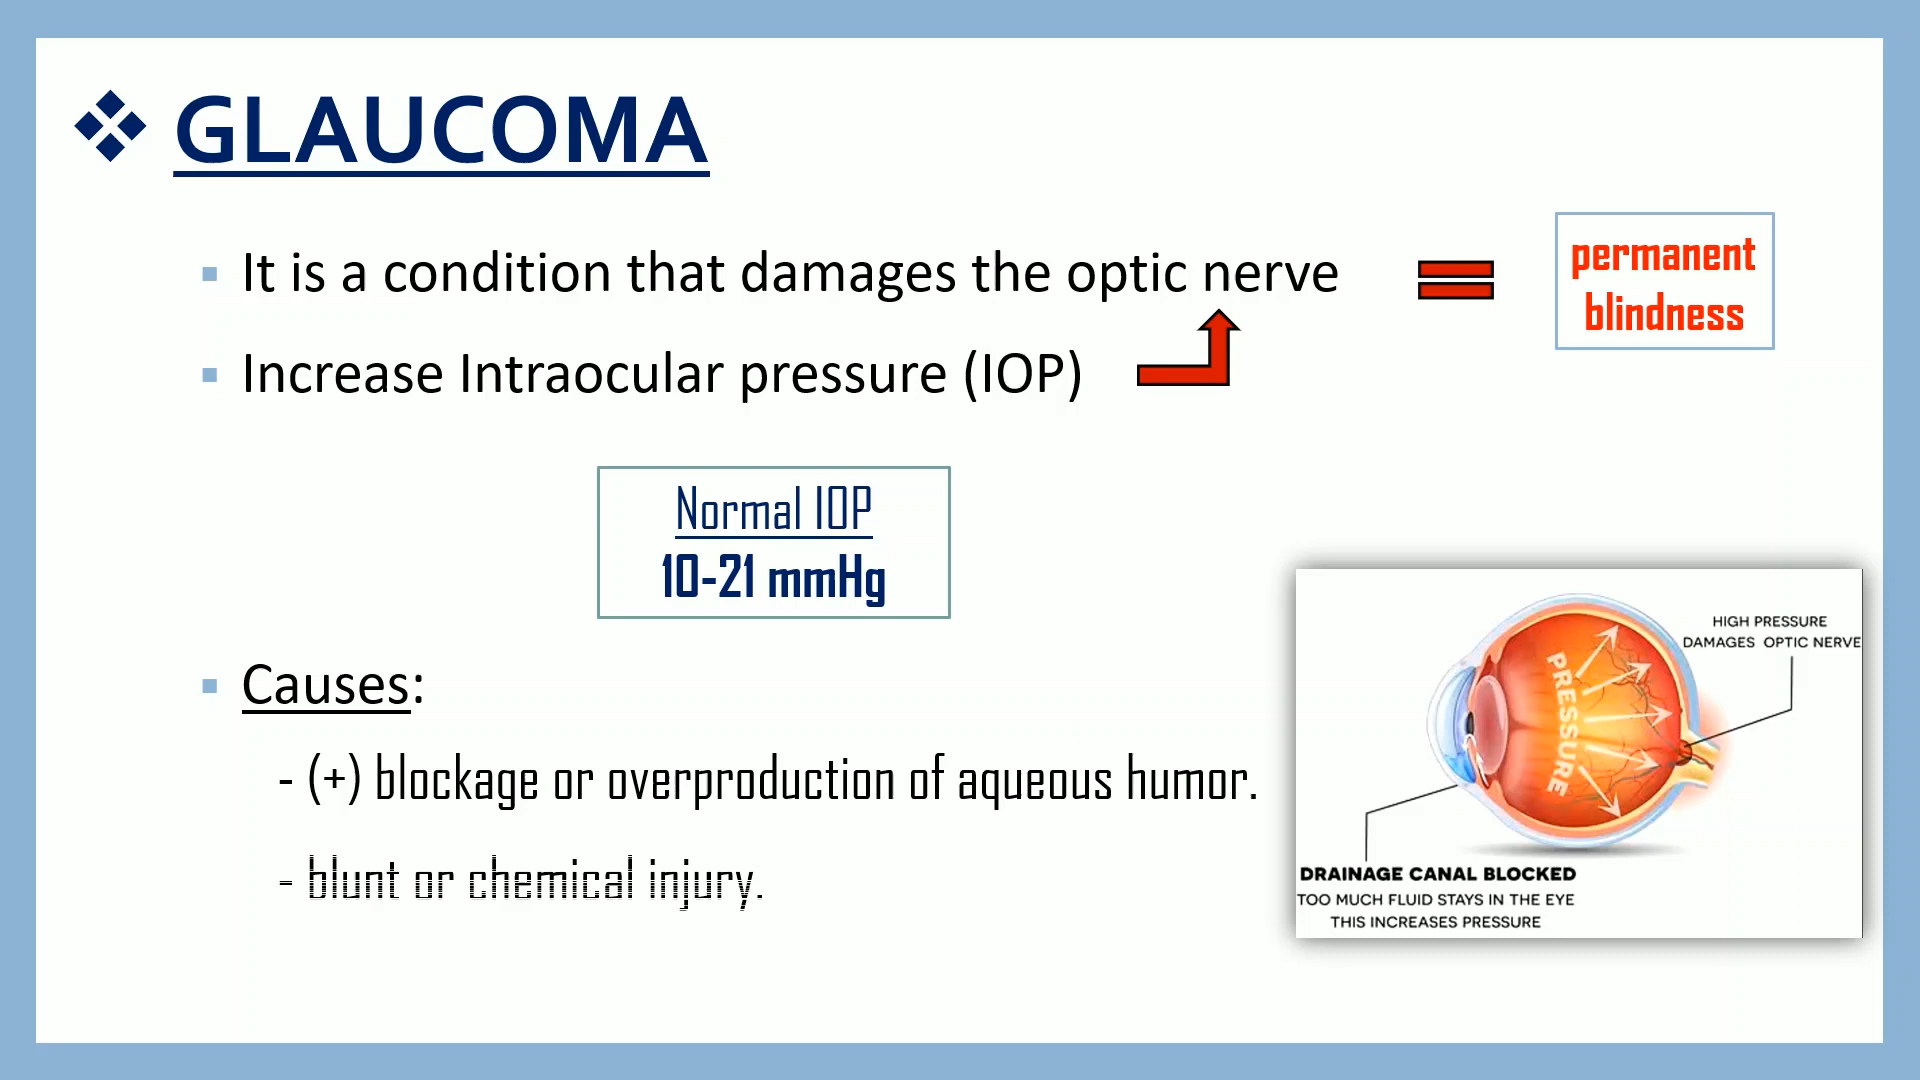 GLAUCOMA
It is a condition that damages the optic nerve
permanent
blindness
Increase Intraocular pressure (IOP)
Normal IOP
10-21 mmHg
Causes:
- (+) blockage or overproduction of aqueous humor.
- blunt or chemical injury.
HIGH PRESSURE
DAMAGES OPTIC NERVE
PRESSURE
DRAINAGE CANAL BLOCKED
TOO MUCH FLUID STAYS IN THE EYE
THIS INCREASES PRESSURE